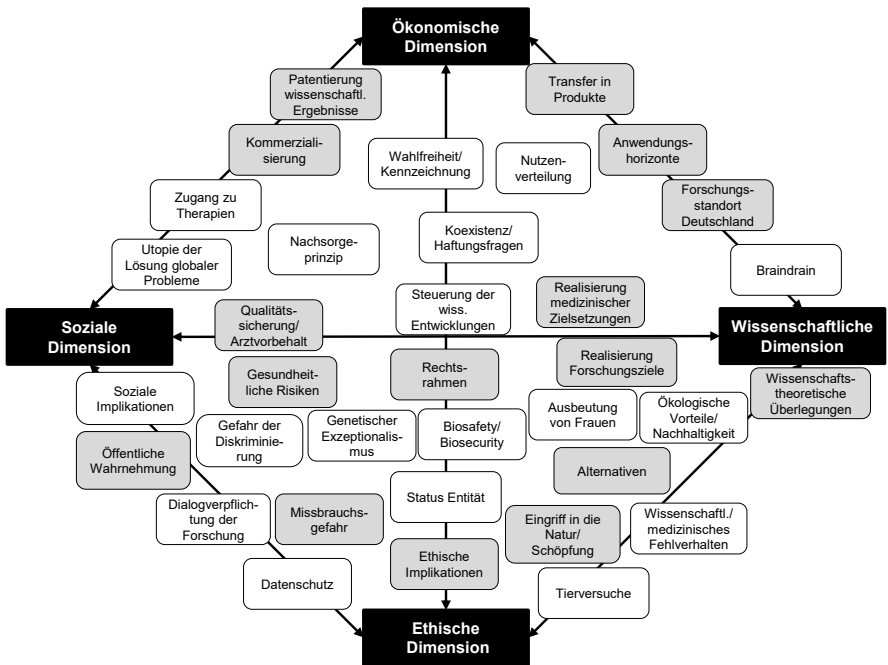 Ökonomische
Dimension
Patentierung
wissenschaftl.
Ergebnisse
Transfer in
Produkte
Kommerziali-
sierung
Wahlfreiheit/
Kennzeichnung
Nutzen-
verteilung
Anwendungs-
horizonte
Zugang zu
Therapien
Forschungs-
standort
Deutschland
Nachsorge-
prinzip
Koexistenz/
Haftungsfragen
Utopie der
Lösung globaler
Probleme
Braindrain
Steuerung der
wiss.
Entwicklungen
Realisierung
medizinischer
Zielsetzungen
Soziale
Dimension
Qualitäts-
sicherung/
Arztvorbehalt
Wissenschaftliche
Dimension
Gesundheit-
liche Risiken
Rechts-
rahmen
Realisierung
Forschungsziele
Soziale
Implikationen
Wissenschafts-
theoretische
Überlegungen
Gefahr der
Diskriminie-
rung
Genetischer
Exzeptionalis-
mus
Biosafety/
Biosecurity
Ausbeutung
von Frauen
Ökologische
Vorteile/
Nachhaltigkeit
Öffentliche
Wahrnehmung
Alternativen
Status Entität
Dialogverpflich-
tung der
Forschung
Missbrauchs-
gefahr
Eingriff in die
Natur/
Schöpfung
Wissenschaftl./
medizinisches
Fehlverhalten
Ethische
Implikationen
Datenschutz
Tierversuche
Ethische
Dimension